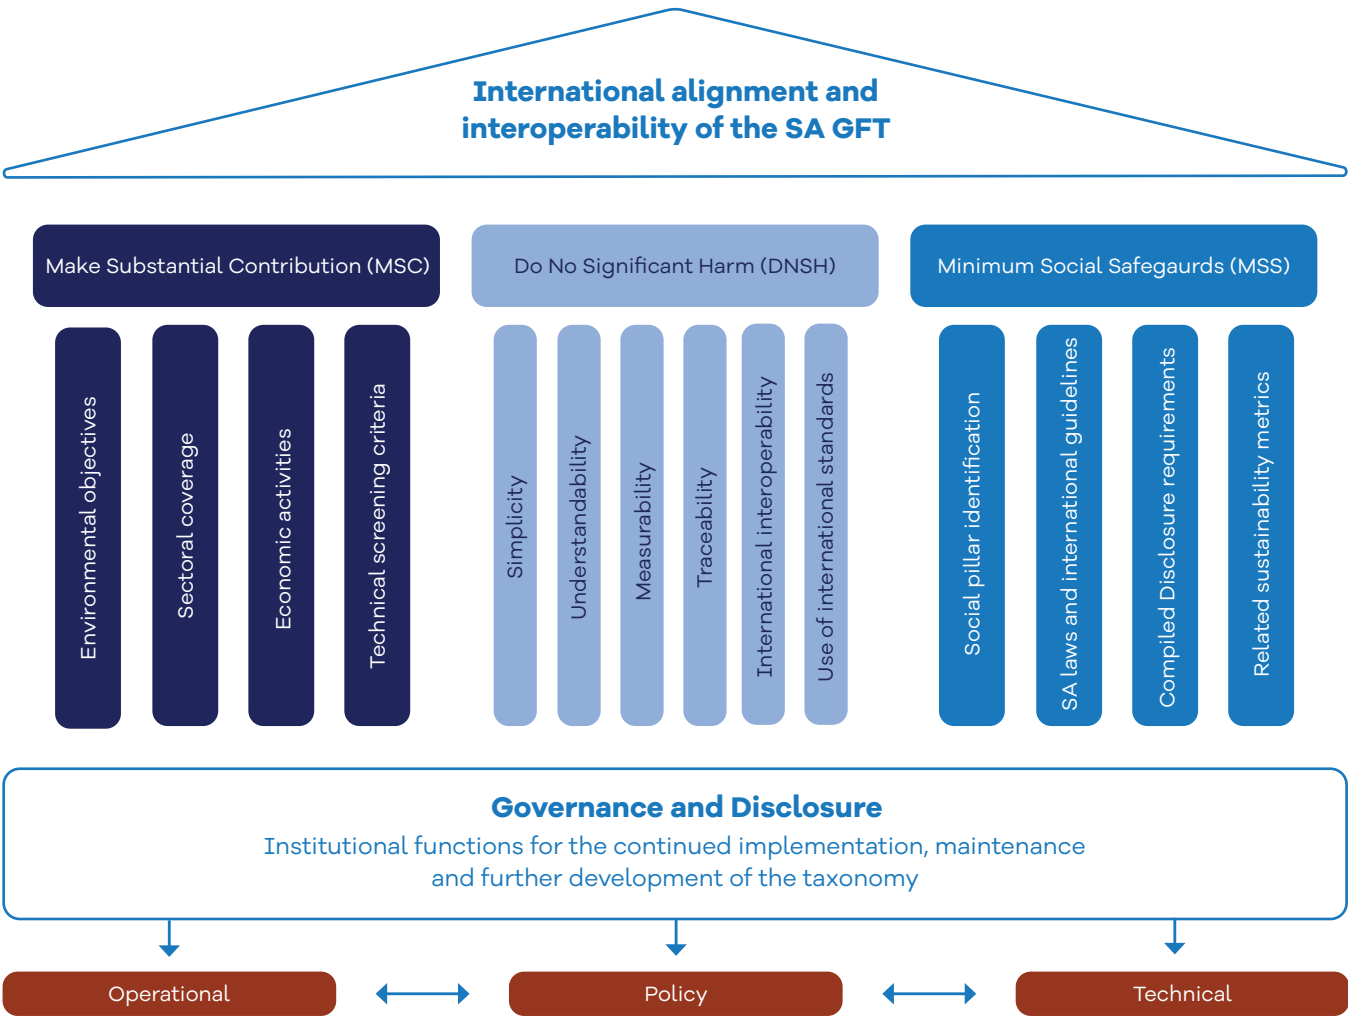 International alignment and
interoperability of the SA GFT
Make Substantial Contribution (MSC)
Do No Significant Harm (DNSH)
Minimum Social Safegaurds (MSS)
Environmental objectives
Sectoral coverage
Economic activities
Technical screening criteria
Simplicity
Understandability
Measurability
Traceability
International interoperability
Use of international standards
Social pillar identification
SA laws and international guidelines
Compiled Disclosure requirements
Related sustainability metrics
Governance and Disclosure
Institutional functions for the continued implementation, maintenance
and further development of the taxonomy
Operational
Policy
Technical